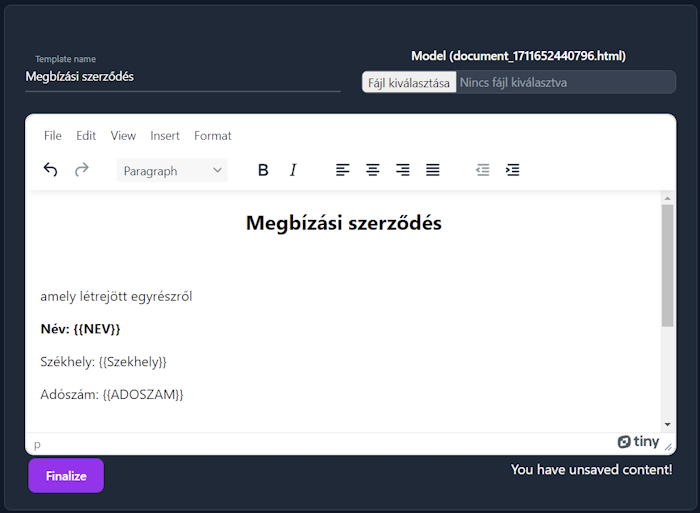 Template name
Megbízási szerződés
Model (document_1711652440796.html)
Fájl kiválasztása Nincs fájl kiválasztva
File Edit View Insert Format
Paragraph B I
Megbízási szerződés
amely létrejött egyrészről
Név: {{NEV}}
Székhely: {{Szekhely}}
Adószám: {{ADOSZAM}}
p tiny
Finalize
You have unsaved content!